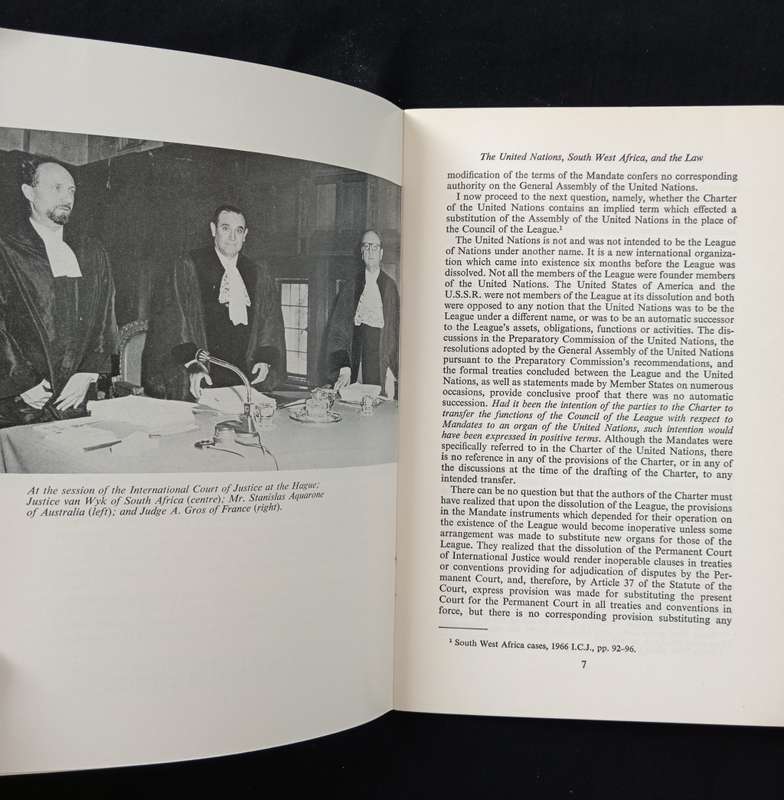 At the session of the International Court of Justice at the Hague;
Justice van Wyk of South Africa (centre); Mr. Stanislas Aquarone
of Australia (left); and Judge A. Gros of France (right).
The United Nations, South West Africa, and the Law
modification of the terms of the Mandate confers no corresponding
authority on the General Assembly of the United Nations.
I now proceed to the next question, namely, whether the Charter
of the United Nations contains an implied term which effected a
substitution of the Assembly of the United Nations in the place of
the Council of the League.¹
The United Nations is not and was not intended to be the League
of Nations under another name. It is a new international organiza-
tion which came into existence six months before the League was
dissolved. Not all the members of the League were founder members
of the United Nations. The United States of America and the
U.S.S.R. were not members of the League at its dissolution and both
were opposed to any notion that the United Nations was to be the
League under a different name, or was to be an automatic successor
to the League's assets, obligations, functions or activities. The dis-
cussions in the Preparatory Commission of the United Nations, the
resolutions adopted by the General Assembly of the United Nations
pursuant to the Preparatory Commission's recommendations, and
the formal treaties concluded between the League and the United
Nations, as well as statements made by Member States on numerous
occasions, provide conclusive proof that there was no automatic
succession. Had it been the intention of the parties to the Charter to
transfer the functions of the Council of the League with respect to
Mandates to an organ of the United Nations, such intention would
have been expressed in positive terms. Although the Mandates were
specifically referred to in the Charter of the United Nations, there
is no reference in any of the provisions of the Charter, or in any of
the discussions at the time of the drafting of the Charter, to any
intended transfer.
There can be no question but that the authors of the Charter must
have realized that upon the dissolution of the League, the provisions
in the Mandate instruments which depended for their operation on
the existence of the League would become inoperative unless some
arrangement was made to substitute new organs for those of the
League. They realized that the dissolution of the Permanent Court
of International Justice would render inoperable clauses in treaties
or conventions providing for adjudication of disputes by the Per-
manent Court, and, therefore, by Article 37 of the Statute of the
Court, express provision was made for substituting the present
Court for the Permanent Court in all treaties and conventions in
force, but there is no corresponding provision substituting any
¹ South West Africa cases, 1966 I.C.J., pp. 92-96.
7